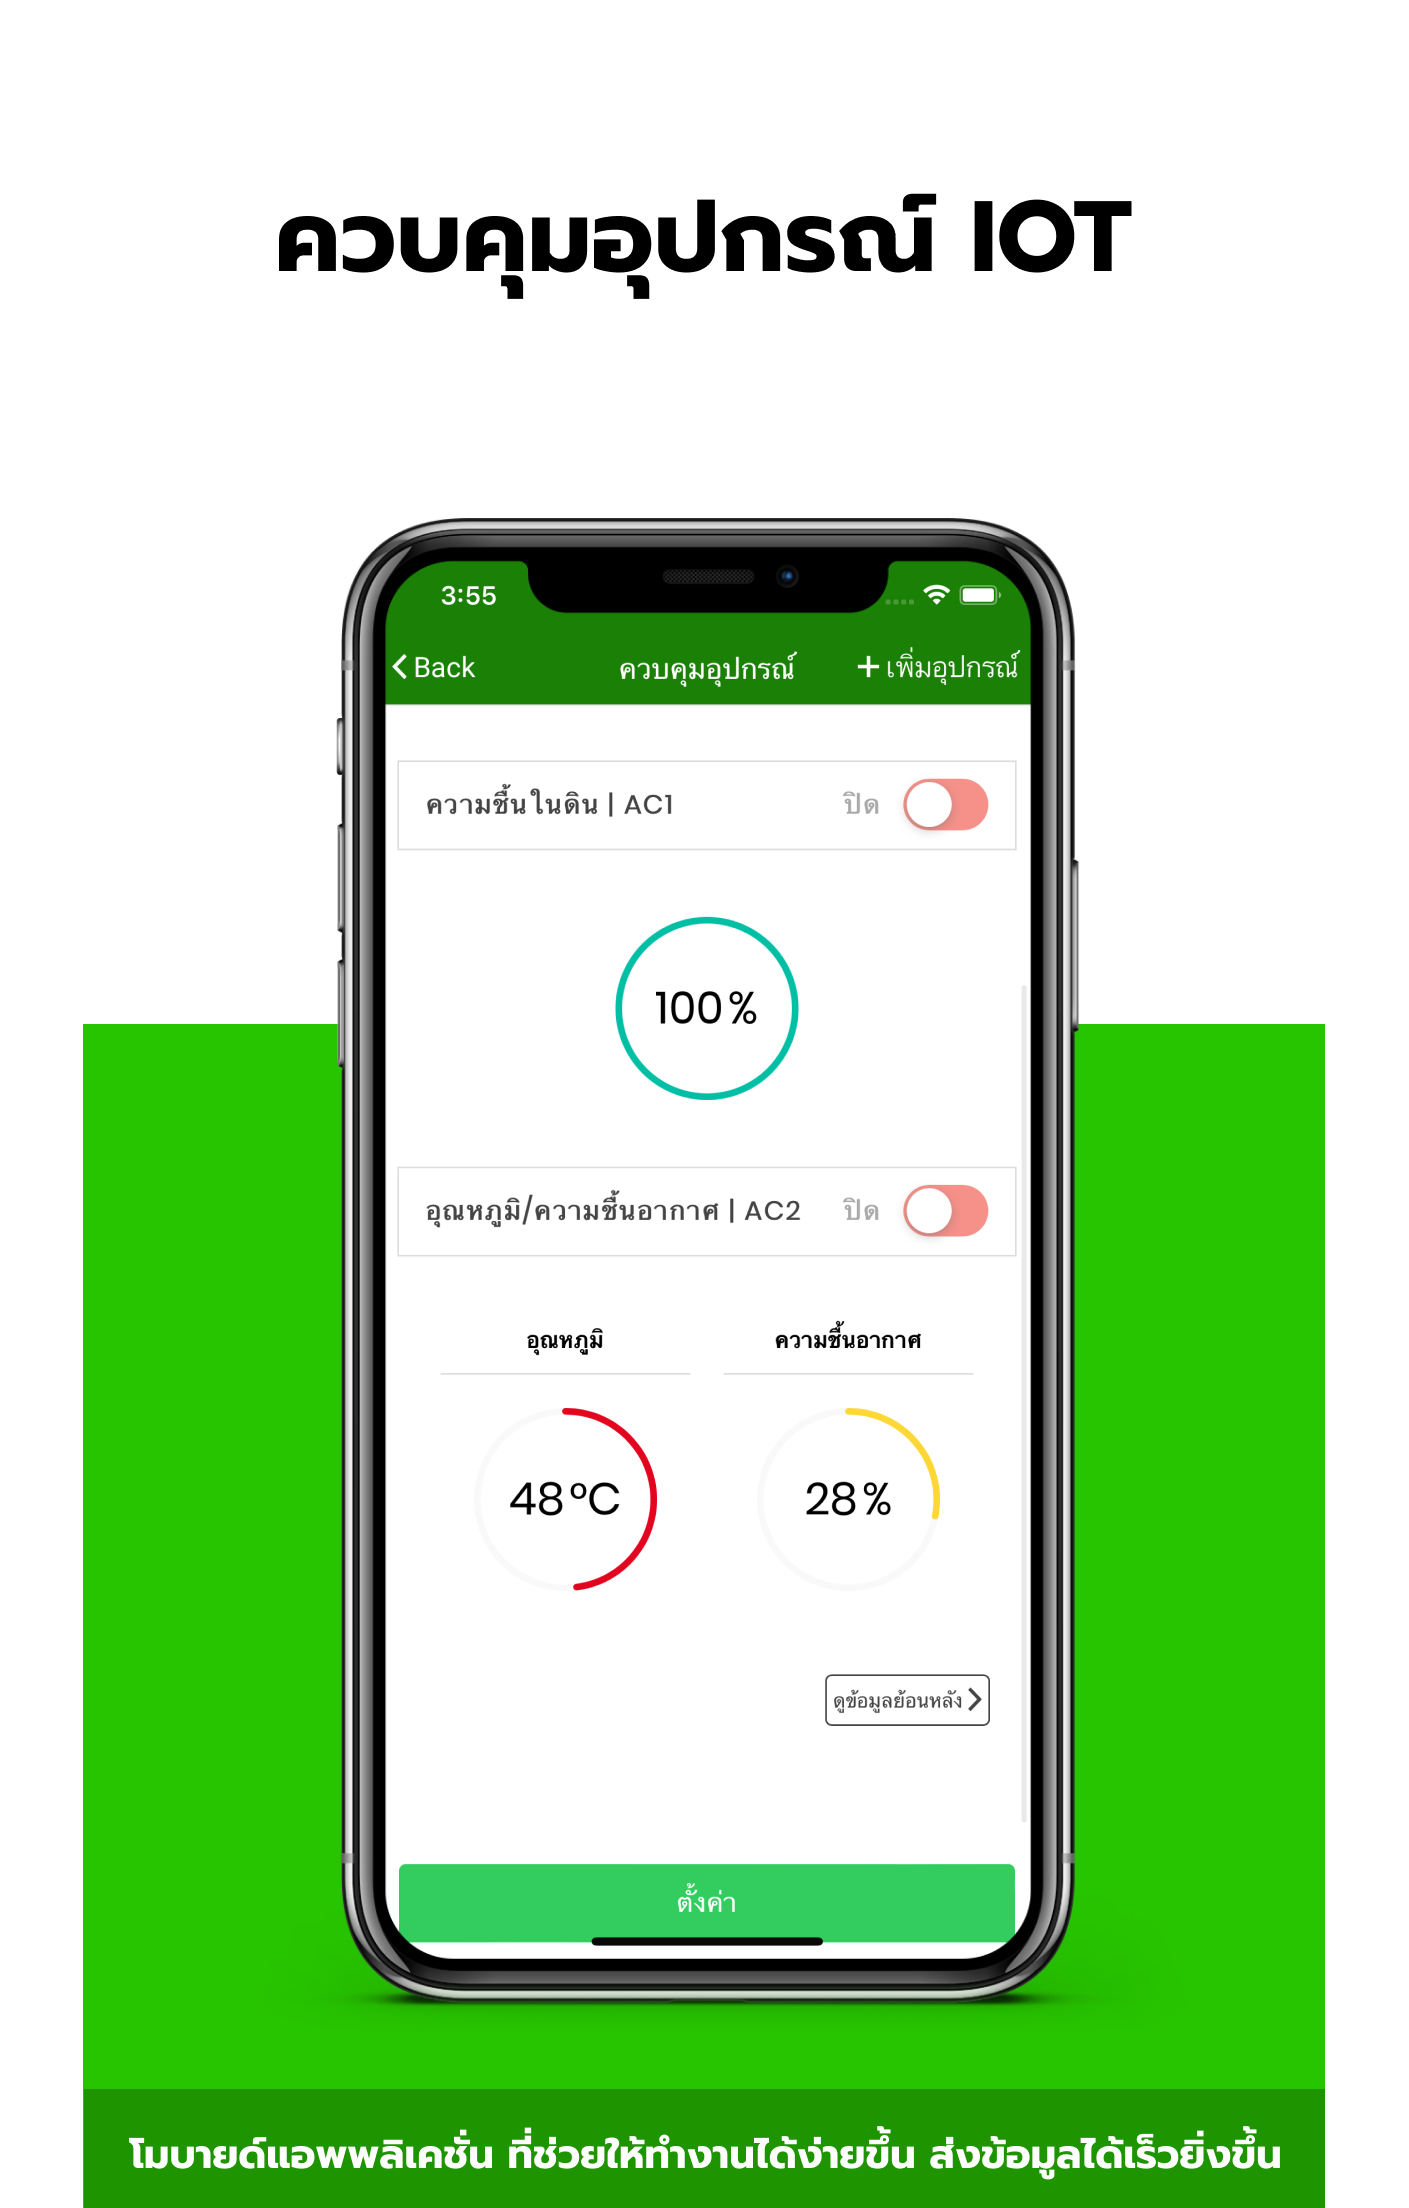 ควบคุมอุปกรณ์ IOT
3:55
Back ควบคุมอุปกรณ์ + เพิ่มอุปกรณ์
ความชื้นในดิน | AC1 ปิด
100%
อุณหภูมิ/ความชื้นอากาศ | AC2 ปิด
อุณหภูมิ ความชื้นอากาศ
48°C 28%
ดูข้อมูลย้อนหลัง
ตั้งค่า
โมบายด์แอพพลิเคชั่น ที่ช่วยให้ทำงานได้ง่ายขึ้น ส่งข้อมูลได้เร็วยิ่งขึ้น